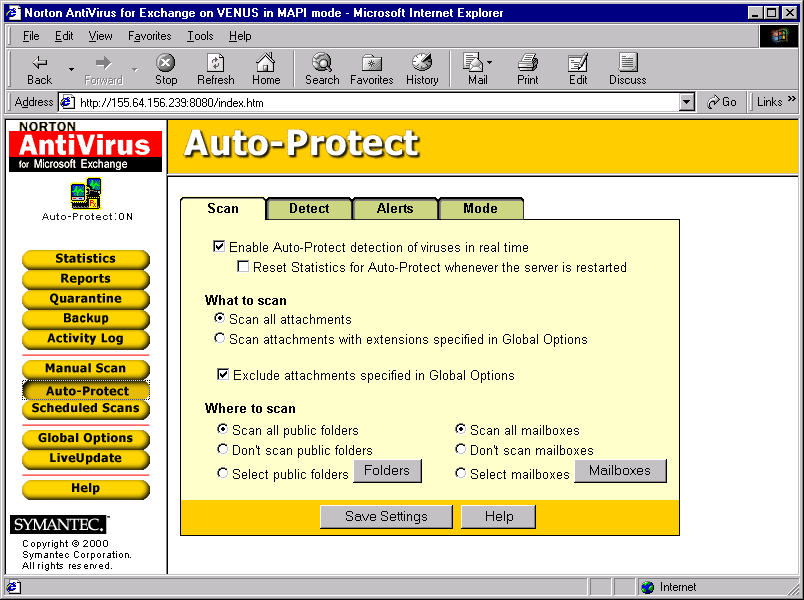 Norton AntiVirus for Exchange on VENUS in MAPI mode - Microsoft Internet Explorer
File Edit View Favorites Tools Help
Back Forward Stop Refresh Home Search Favorites History Mail Print Edit Discuss
Address http://155.64.156.239:8080/index.htm Go Links »
NORTON
AntiVirus
for Microsoft Exchange
Auto-Protect
Auto-Protect:ON
Statistics
Reports
Quarantine
Backup
Activity Log
Manual Scan
Auto-Protect
Scheduled Scans
Global Options
LiveUpdate
Help
SYMANTEC.™
Copyright © 2000
Symantec Corporation.
All rights reserved.
Scan Detect Alerts Mode
Enable Auto-Protect detection of viruses in real time
Reset Statistics for Auto-Protect whenever the server is restarted
What to scan
Scan all attachments
Scan attachments with extensions specified in Global Options
Exclude attachments specified in Global Options
Where to scan
Scan all public folders Scan all mailboxes
Don't scan public folders Don't scan mailboxes
Select public folders Folders Select mailboxes Mailboxes
Save Settings Help
Internet